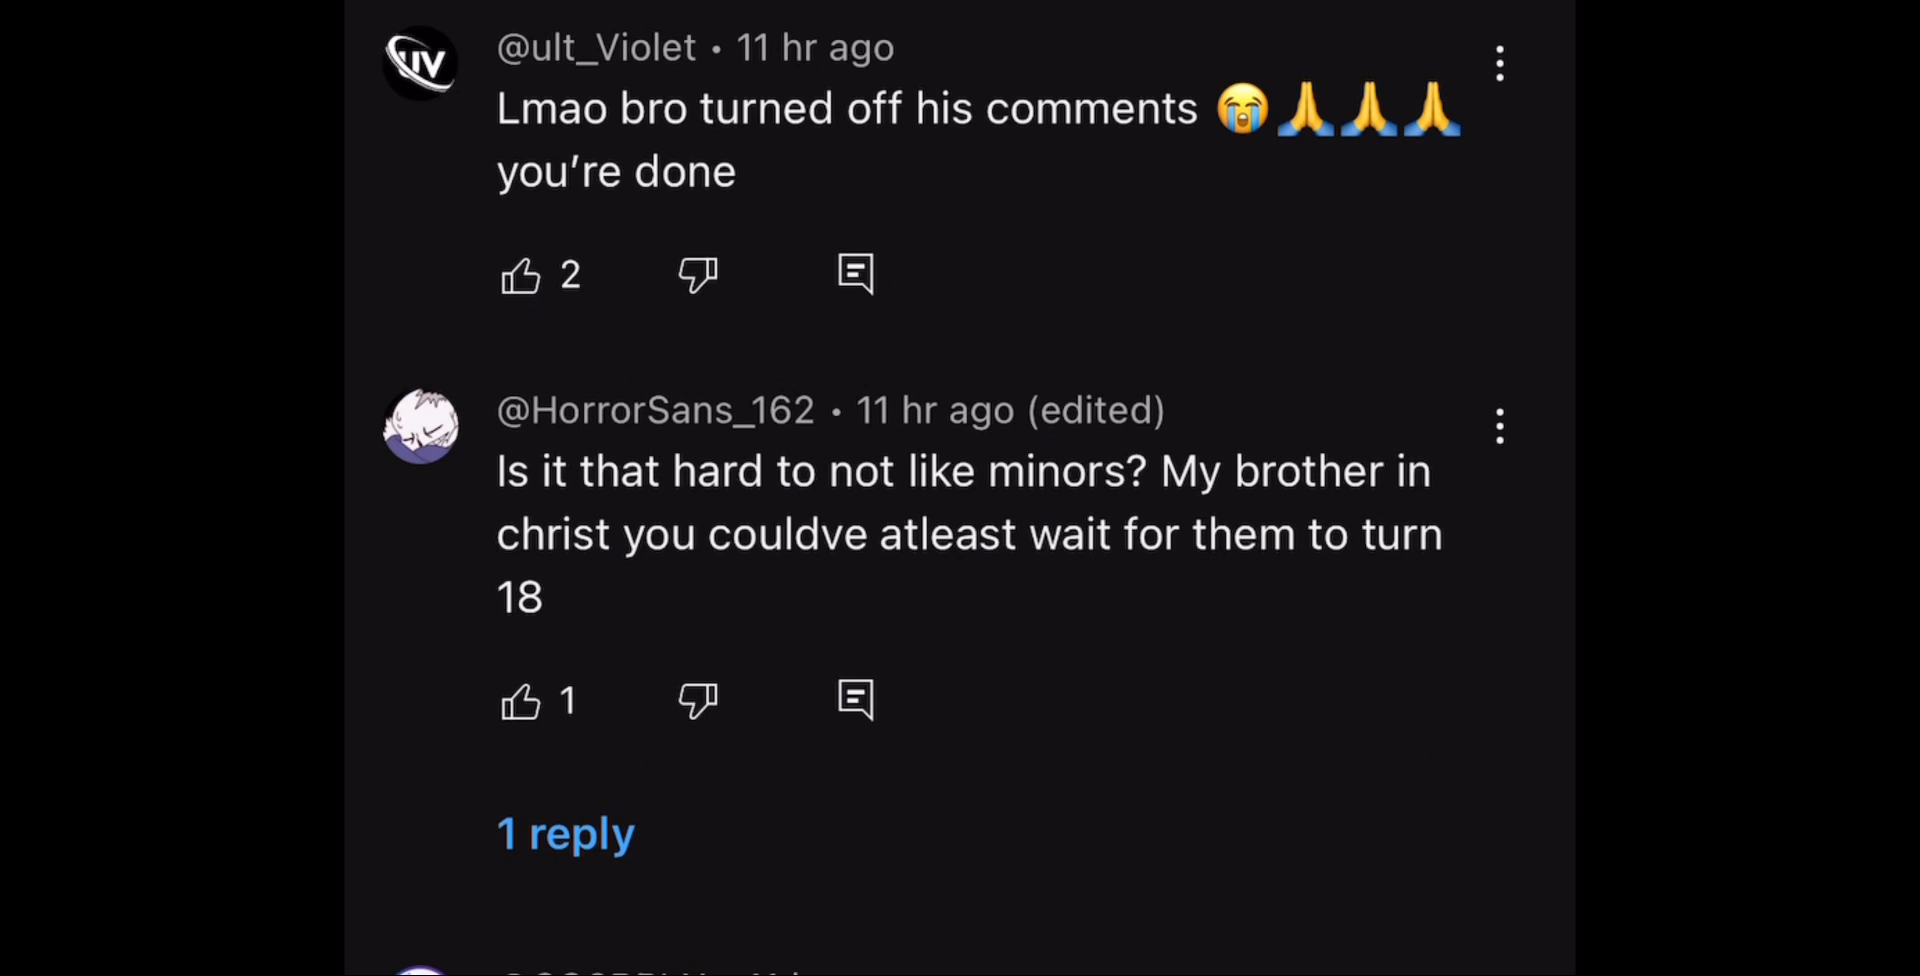 UV
@ult_Violet • 11 hr ago
Lmao bro turned off his comments 😭🙏🙏🙏
you're done
2
@HorrorSans_162 • 11 hr ago (edited)
Is it that hard to not like minors? My brother in
christ you couldve atleast wait for them to turn
18
1
1 reply